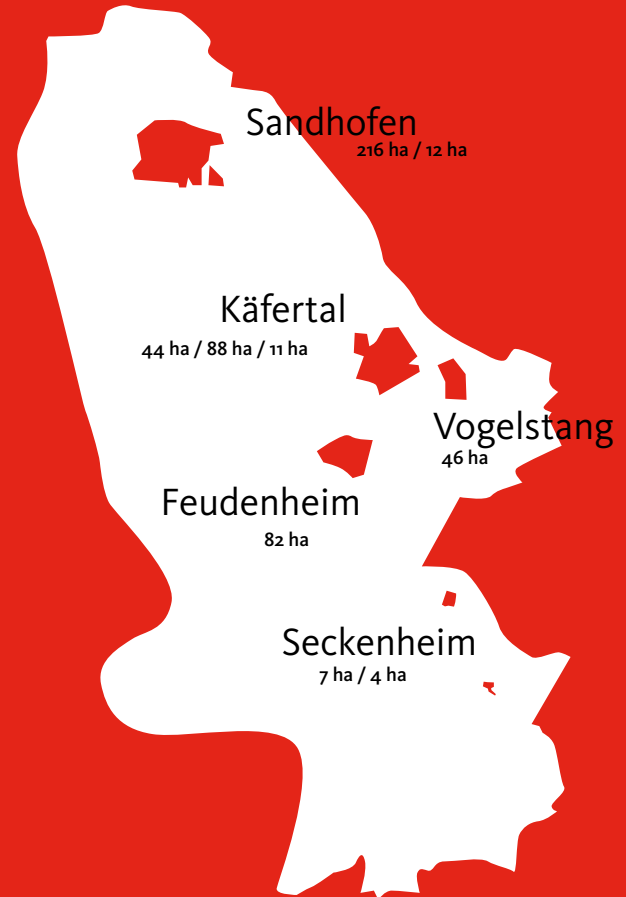 Sandhofen
216 ha / 12 ha
Käfertal
44 ha / 88 ha / 11 ha
Vogelstang
46 ha
Feudenheim
82 ha
Seckenheim
7 ha / 4 ha